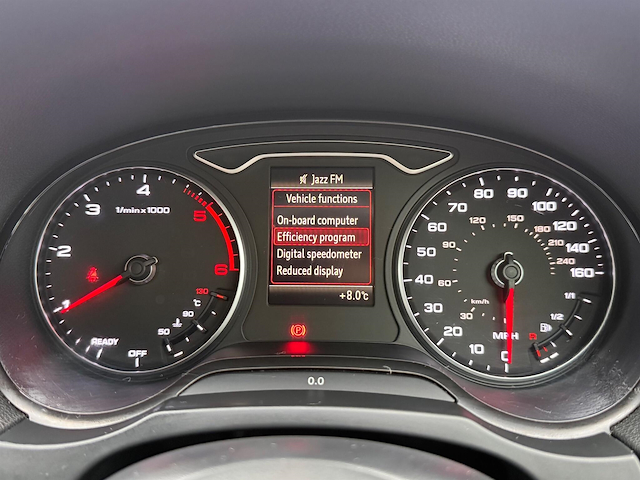 Jazz FM
Vehicle functions
On-board computer
Efficiency program
Digital speedometer
Reduced display
+8.0°C
1/min x 1000
1
2
3
4
5
6
READY
OFF
130
°C
90
50
(P)
0.0
0
10
20
30
40
50
60
70
80
90
100
120
140
160
MPH
30
60
90
120
150
180
210
240
km/h
1/1
1/2
0